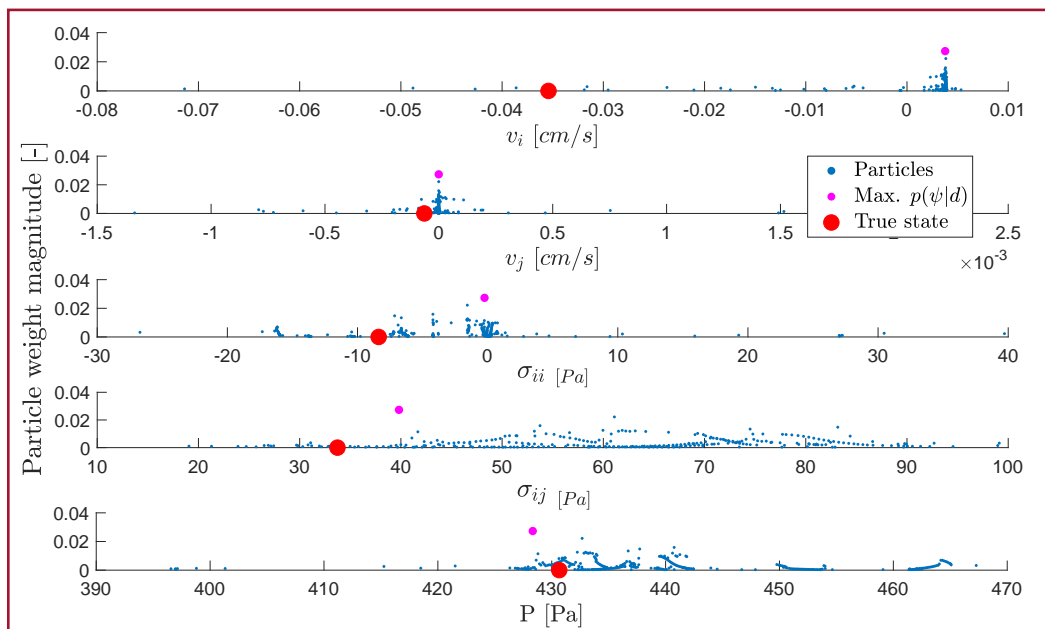 Particle weight magnitude [-]
0.04
0.02
0
-0.08 -0.07 -0.06 -0.05 -0.04 -0.03 -0.02 -0.01 0 0.01
v_i [cm/s]
0.04
0.02
0
-1.5 -1 -0.5 0 0.5 1 1.5 2.5
×10^-3
v_j [cm/s]
Particles
Max. p(ψ|d)
True state
0.04
0.02
0
-30 -20 -10 0 10 20 30 40
σ_ii [Pa]
0.04
0.02
0
10 20 30 40 50 60 70 80 90 100
σ_ij [Pa]
0.04
0.02
0
390 400 410 420 430 440 450 460 470
P [Pa]